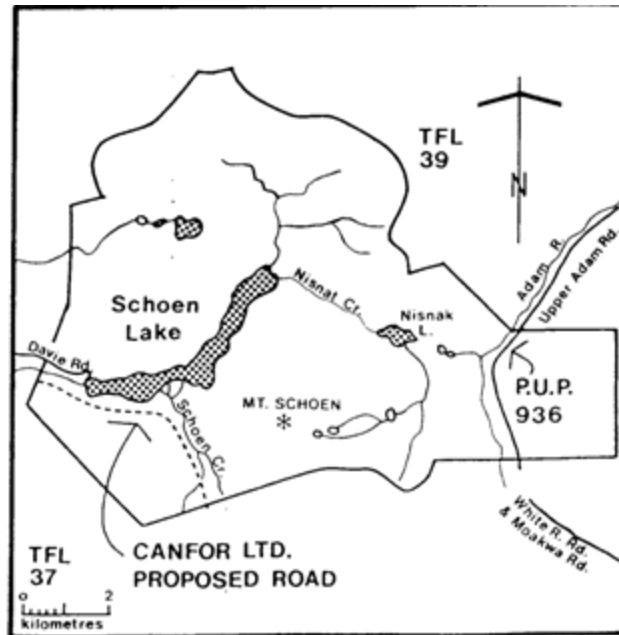 TFL
39
N
Adam R.
Upper Adam Rd.
Nisnat Cr.
Nisnak
L.
Schoen
Lake
Davie Rd.
Schoen Cr.
MT. SCHOEN
P.U.P.
936
White R. Rd.
& Moakwa Rd.
CANFOR LTD.
PROPOSED ROAD
TFL
37
0 2
kilometres